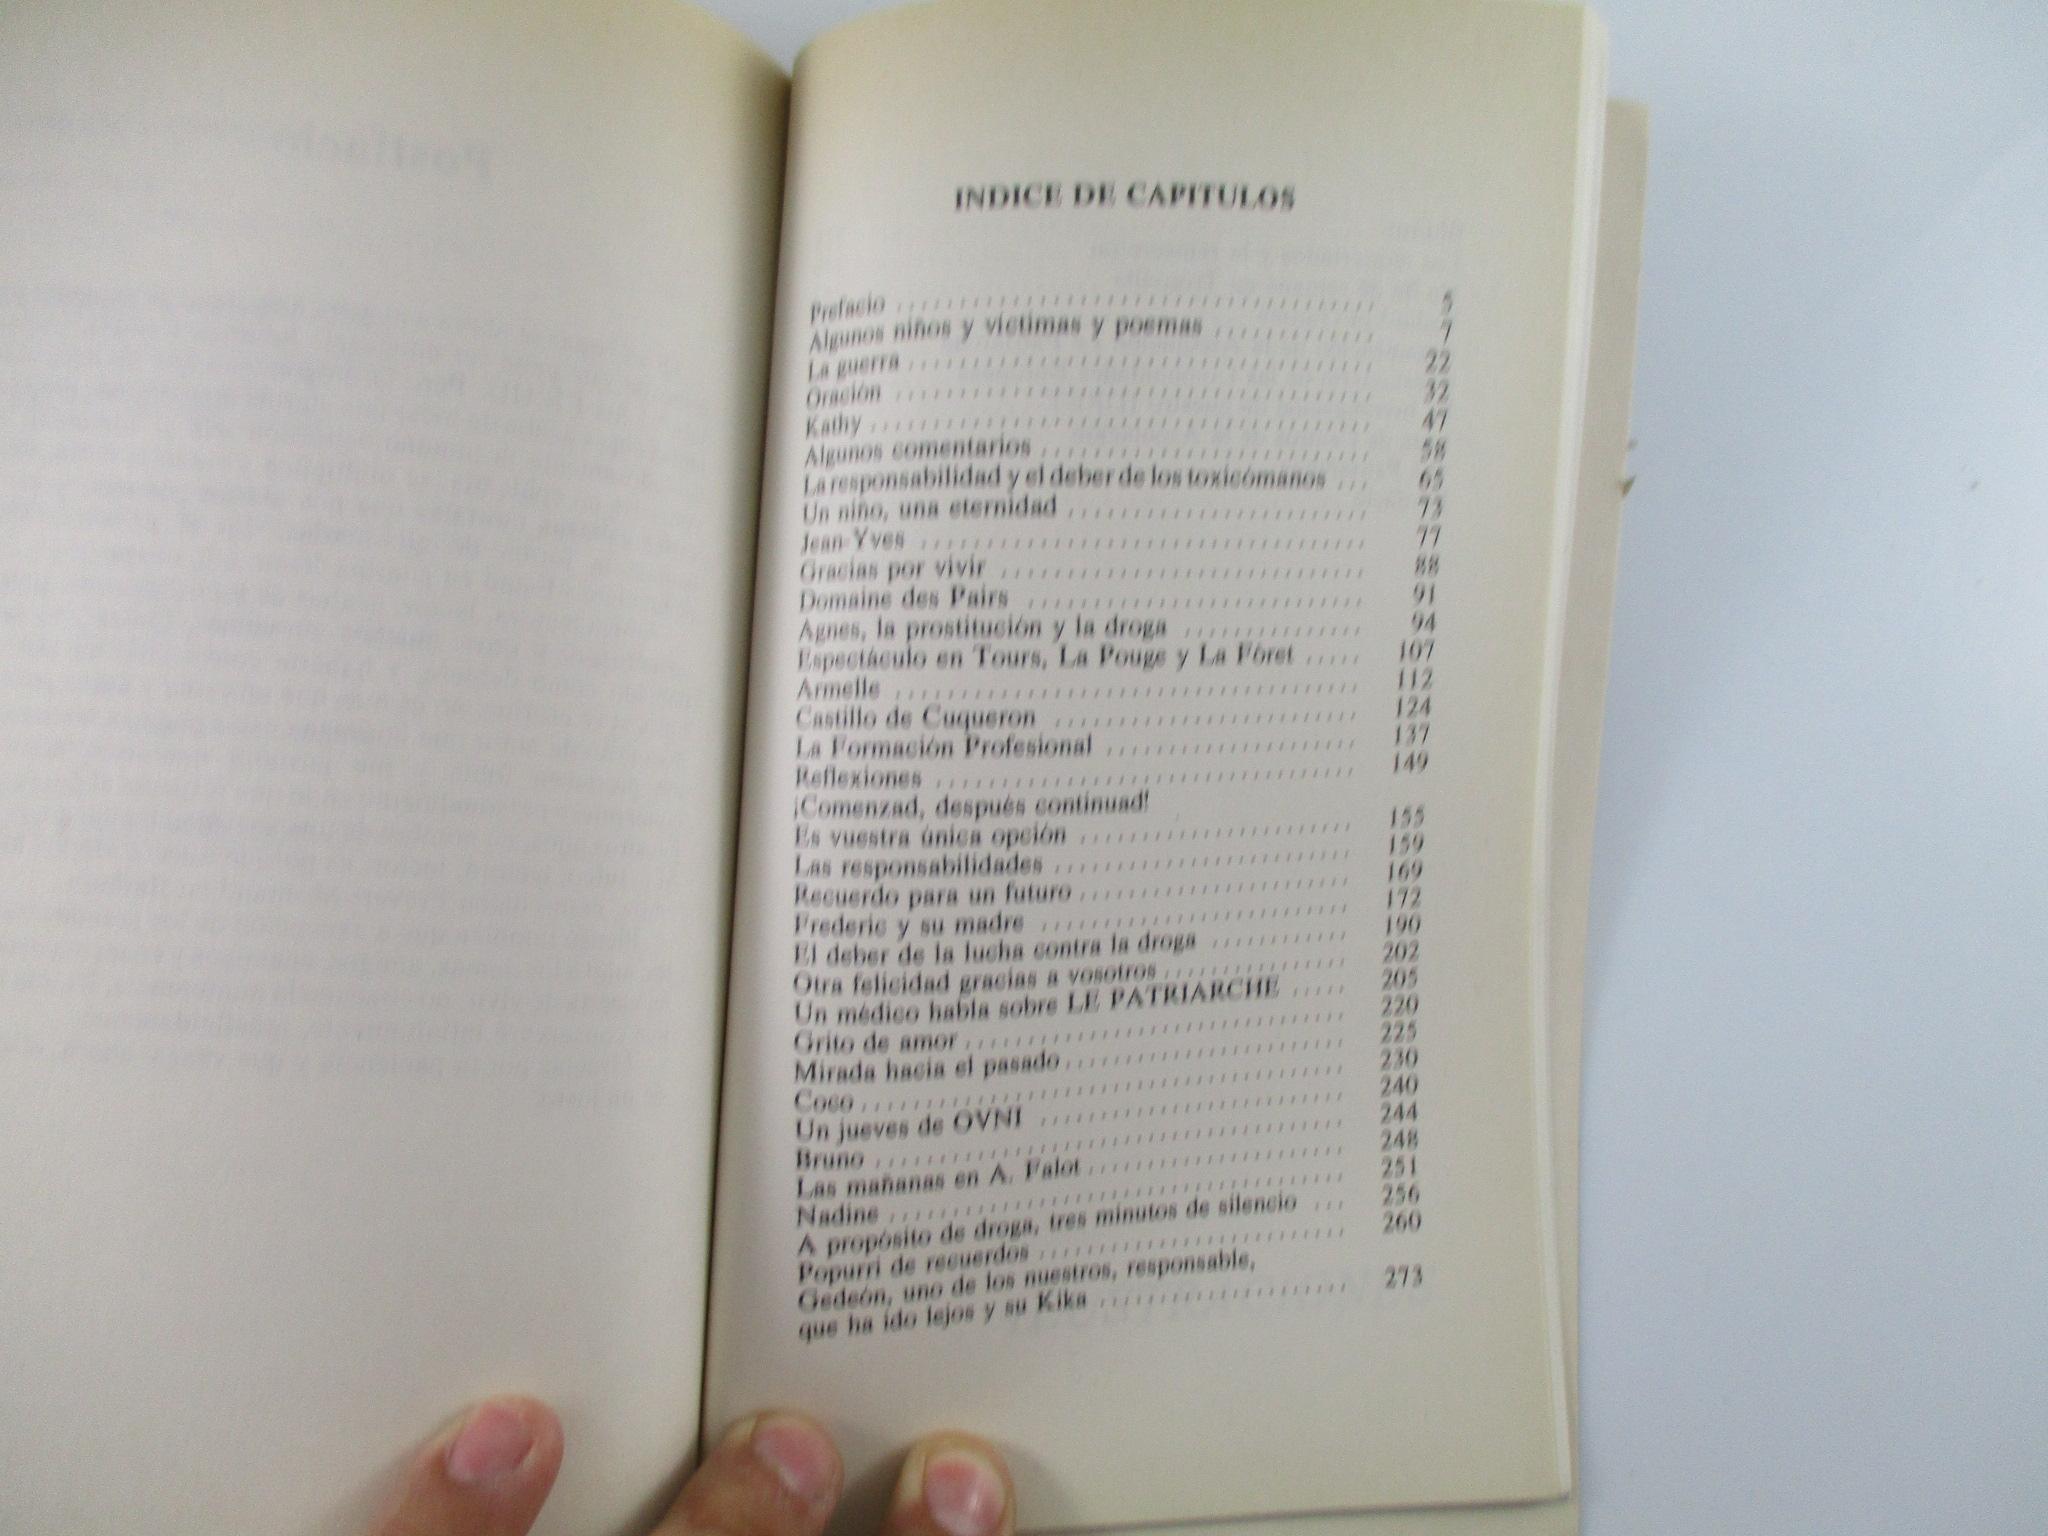 INDICE DE CAPITULOS
Prefacio 5
Algunos niños y víctimas y poemas 7
La guerra 22
Oración 32
Kathy 47
Algunos comentarios 58
La responsabilidad y el deber de los toxicómanos 65
Un niño, una eternidad 73
Jean-Yves 77
Gracias por vivir 88
Domaine des Pairs 91
Agnes, la prostitución y la droga 94
Espectáculo en Tours, La Pouge y La Fôret 107
Armelle 112
Castillo de Cuqueron 124
La Formación Profesional 137
Reflexiones 149
¡Comenzad, después continuad!
Es vuestra única opción 155
Las responsabilidades 159
Recuerdo para un futuro 169
Frederic y su madre 172
El deber de la lucha contra la droga 190
Otra felicidad gracias a vosotros 202
Un médico habla sobre LE PATRIARCHE 205
Grito de amor 220
Mirada hacia el pasado 225
Coco 230
Un jueves de OVNI 240
Bruno 244
Las mañanas en A. Falot 248
Nadine 251
A propósito de droga, tres minutos de silencio 256
Popurri de recuerdos 260
Gedeón, uno de los nuestros, responsable,
que ha ido lejos y su Kika 273